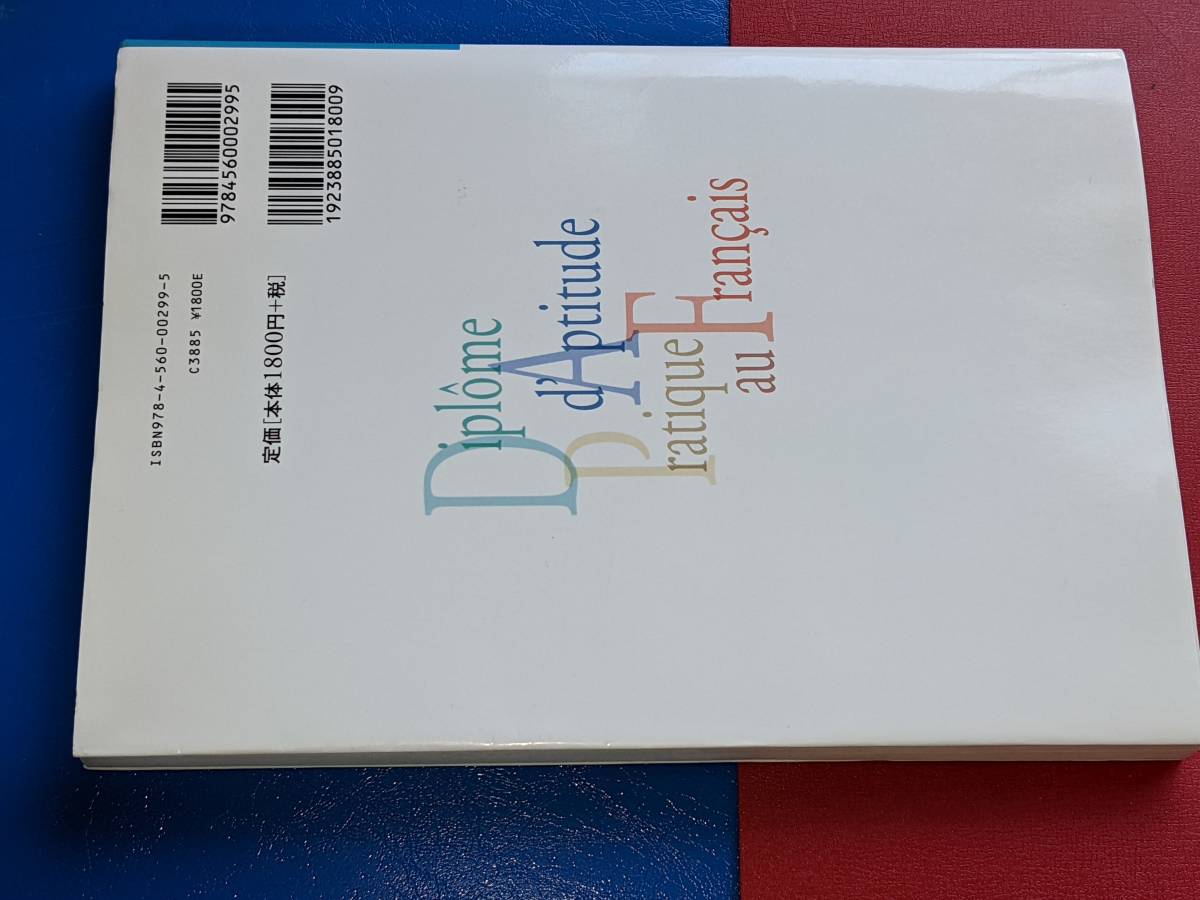 9784560002995
1923885018009
ISBN978-4-560-00299-5
C3885 ¥1800E
定価[本体1800円+税]
Diplôme
d'Aptitude
Pratique
au Français